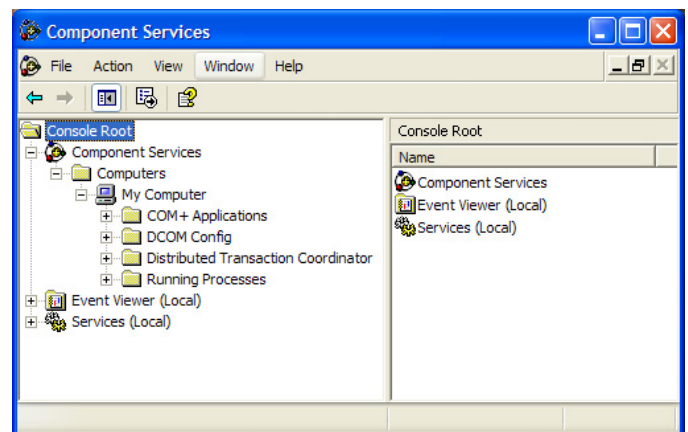 Component Services
File Action View Window Help
Console Root
Component Services
Computers
My Computer
COM+ Applications
DCOM Config
Distributed Transaction Coordinator
Running Processes
Event Viewer (Local)
Services (Local)
Console Root
Name
Component Services
Event Viewer (Local)
Services (Local)